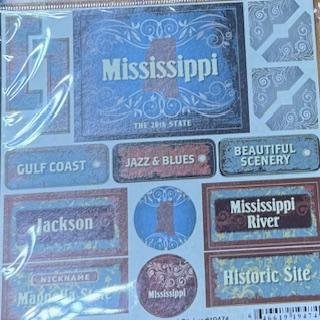 Mississippi
THE 20th STATE
GULF COAST
JAZZ & BLUES
BEAUTIFUL
SCENERY
Jackson
Mississippi
River
NICKNAME
Magnolia State
Mississippi
Historic Site